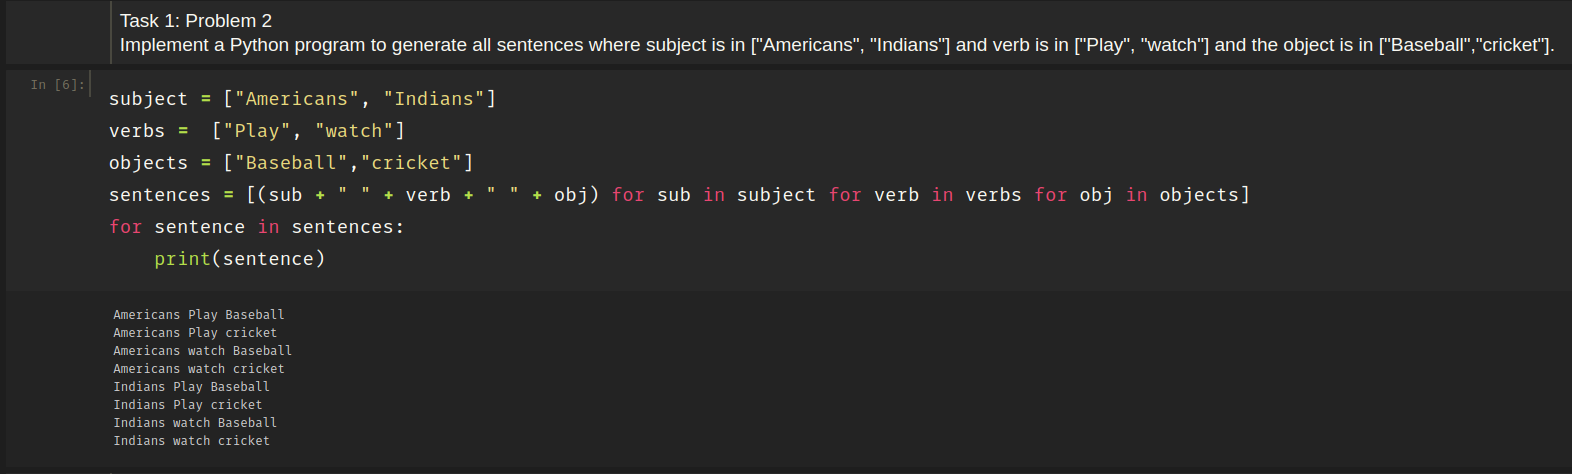 Task 1: Problem 2
Implement a Python program to generate all sentences where subject is in ["Americans", "Indians"] and verb is in ["Play", "watch"] and the object is in ["Baseball","cricket"].
In [6]:
subject = ["Americans", "Indians"]
verbs =  ["Play", "watch"]
objects = ["Baseball","cricket"]
sentences = [(sub + " " + verb + " " + obj) for sub in subject for verb in verbs for obj in objects]
for sentence in sentences:
    print(sentence)
Americans Play Baseball
Americans Play cricket
Americans watch Baseball
Americans watch cricket
Indians Play Baseball
Indians Play cricket
Indians watch Baseball
Indians watch cricket